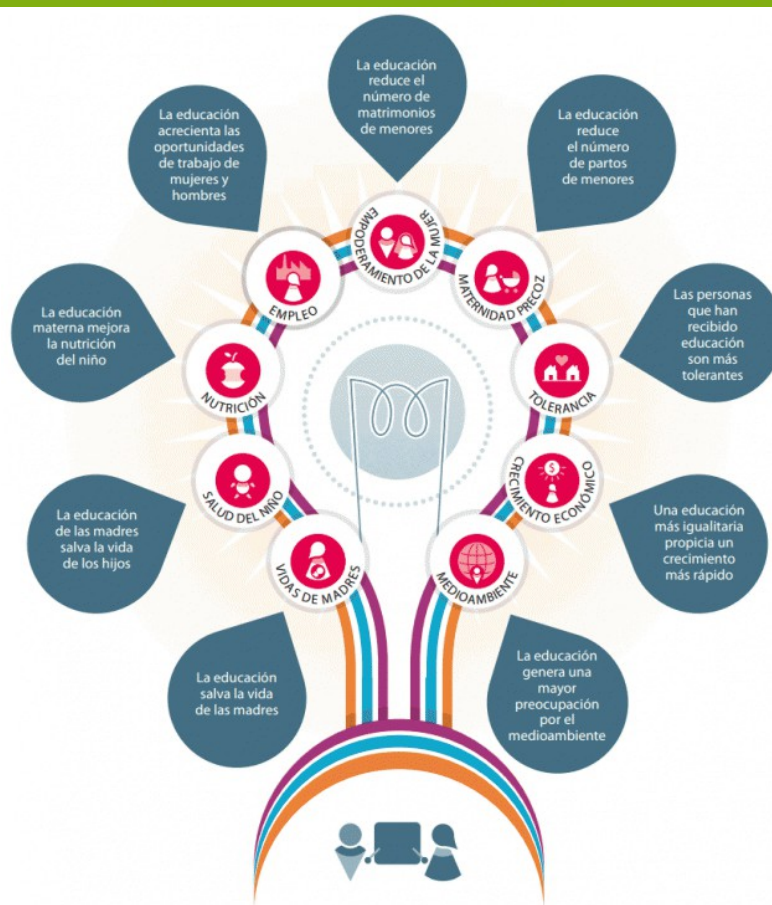 La educación
reduce el
número de
matrimonios
de menores
La educación
acrecienta las
oportunidades
de trabajo de
mujeres y
hombres
La educación
reduce
el número
de partos
de menores
EMPODERAMIENTO DE LA MUJER
EMPLEO
MATERNIDAD PRECOZ
La educación
materna mejora
la nutrición
del niño
Las personas
que han
recibido
educación
son más
tolerantes
NUTRICIÓN
TOLERANCIA
SALUD DEL NIÑO
CRECIMIENTO ECONÓMICO
$
La educación
de las madres
salva la vida
de los hijos
Una educación
más igualitaria
propicia un
crecimiento
más rápido
VIDAS DE MADRES
MEDIOAMBIENTE
La educación
salva la vida
de las madres
La educación
genera una
mayor
preocupación
por el
medioambiente